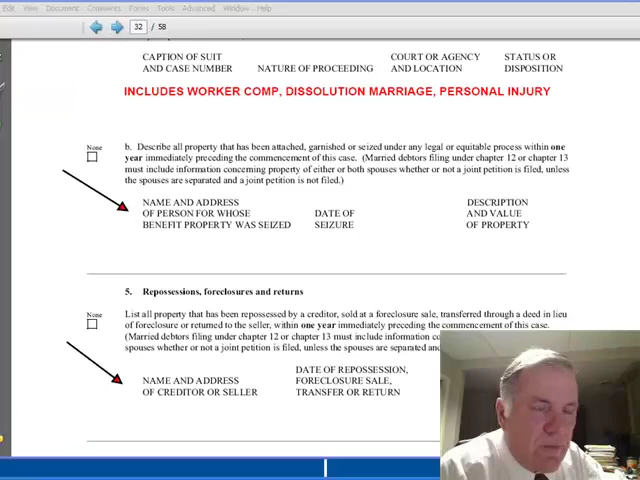 Edit View Document Comments Forms Tools Advanced Window Help
32 / 58
CAPTION OF SUIT
AND CASE NUMBER
NATURE OF PROCEEDING
COURT OR AGENCY
AND LOCATION
STATUS OR
DISPOSITION
INCLUDES WORKER COMP, DISSOLUTION MARRIAGE, PERSONAL INJURY
None
b. Describe all property that has been attached, garnished or seized under any legal or equitable process within one
year immediately preceding the commencement of this case. (Married debtors filing under chapter 12 or chapter 13
must include information concerning property of either or both spouses whether or not a joint petition is filed, unless
the spouses are separated and a joint petition is not filed.)
NAME AND ADDRESS
OF PERSON FOR WHOSE
BENEFIT PROPERTY WAS SEIZED
DATE OF
SEIZURE
DESCRIPTION
AND VALUE
OF PROPERTY
5. Repossessions, foreclosures and returns
None
List all property that has been repossessed by a creditor, sold at a foreclosure sale, transferred through a deed in lieu
of foreclosure or returned to the seller, within one year immediately preceding the commencement of this case.
(Married debtors filing under chapter 12 or chapter 13 must include information
spouses whether or not a joint petition is filed, unless the spouses are separated and
NAME AND ADDRESS
OF CREDITOR OR SELLER
DATE OF REPOSSESSION,
FORECLOSURE SALE,
TRANSFER OR RETURN